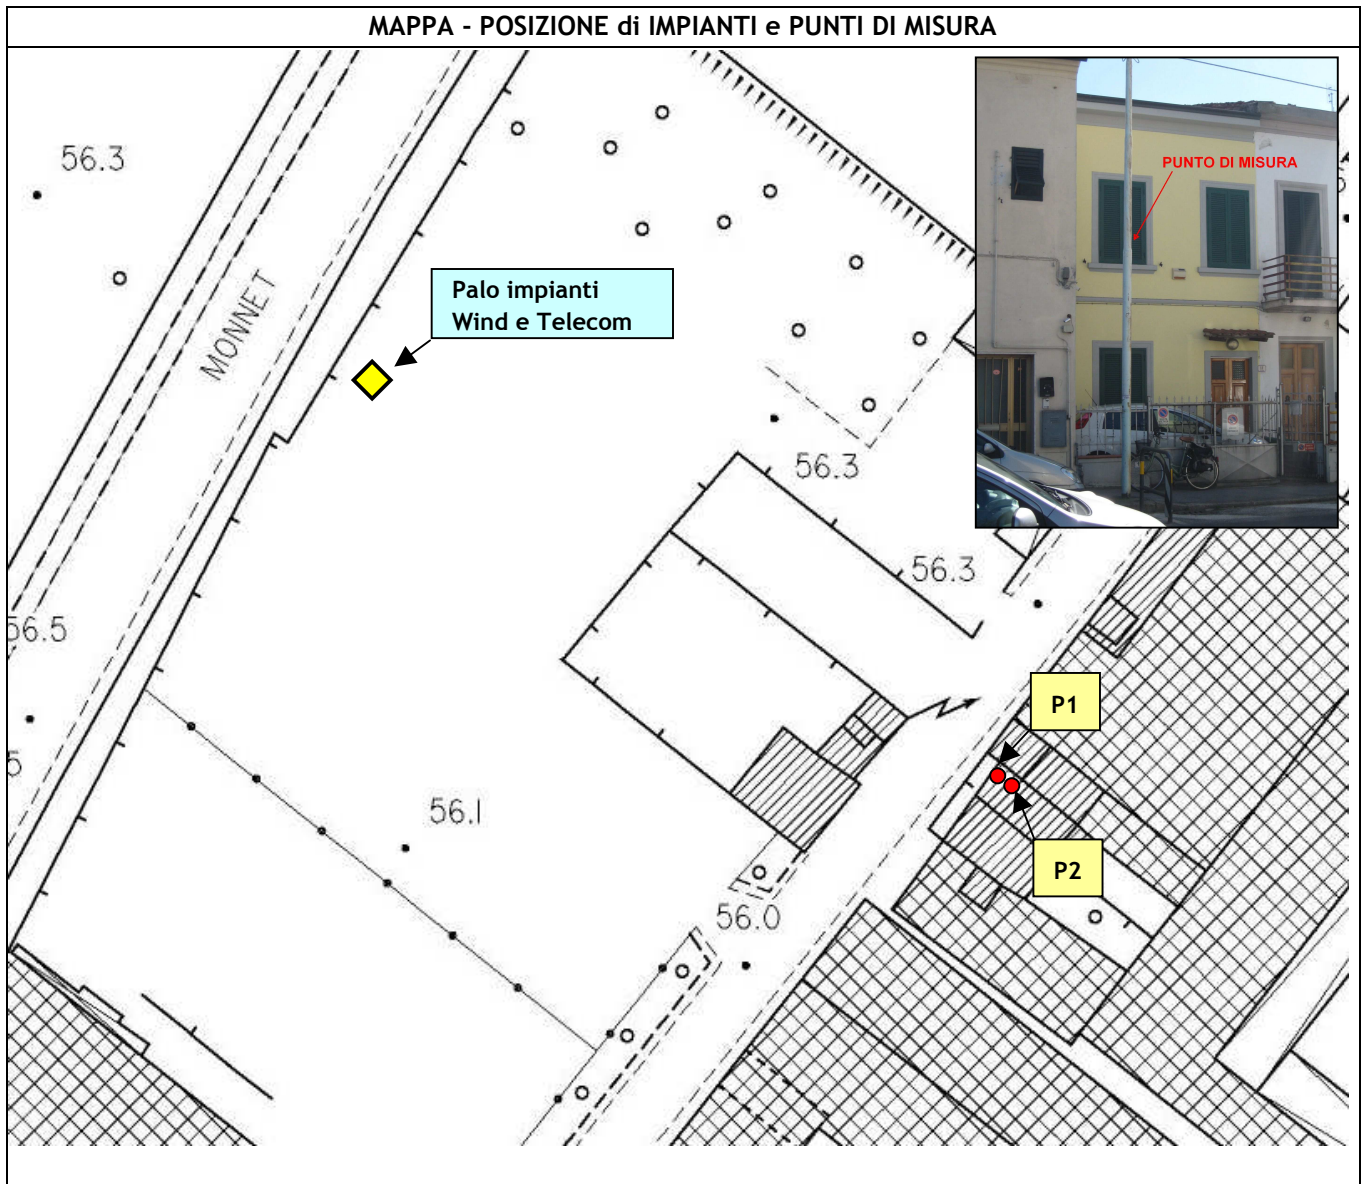 MAPPA - POSIZIONE di IMPIANTI e PUNTI DI MISURA
56.3
PUNTO DI MISURA
MONNET
Palo impianti
Wind e Telecom
56.3
56.3
56.5
P1
5
56.1
P2
56.0